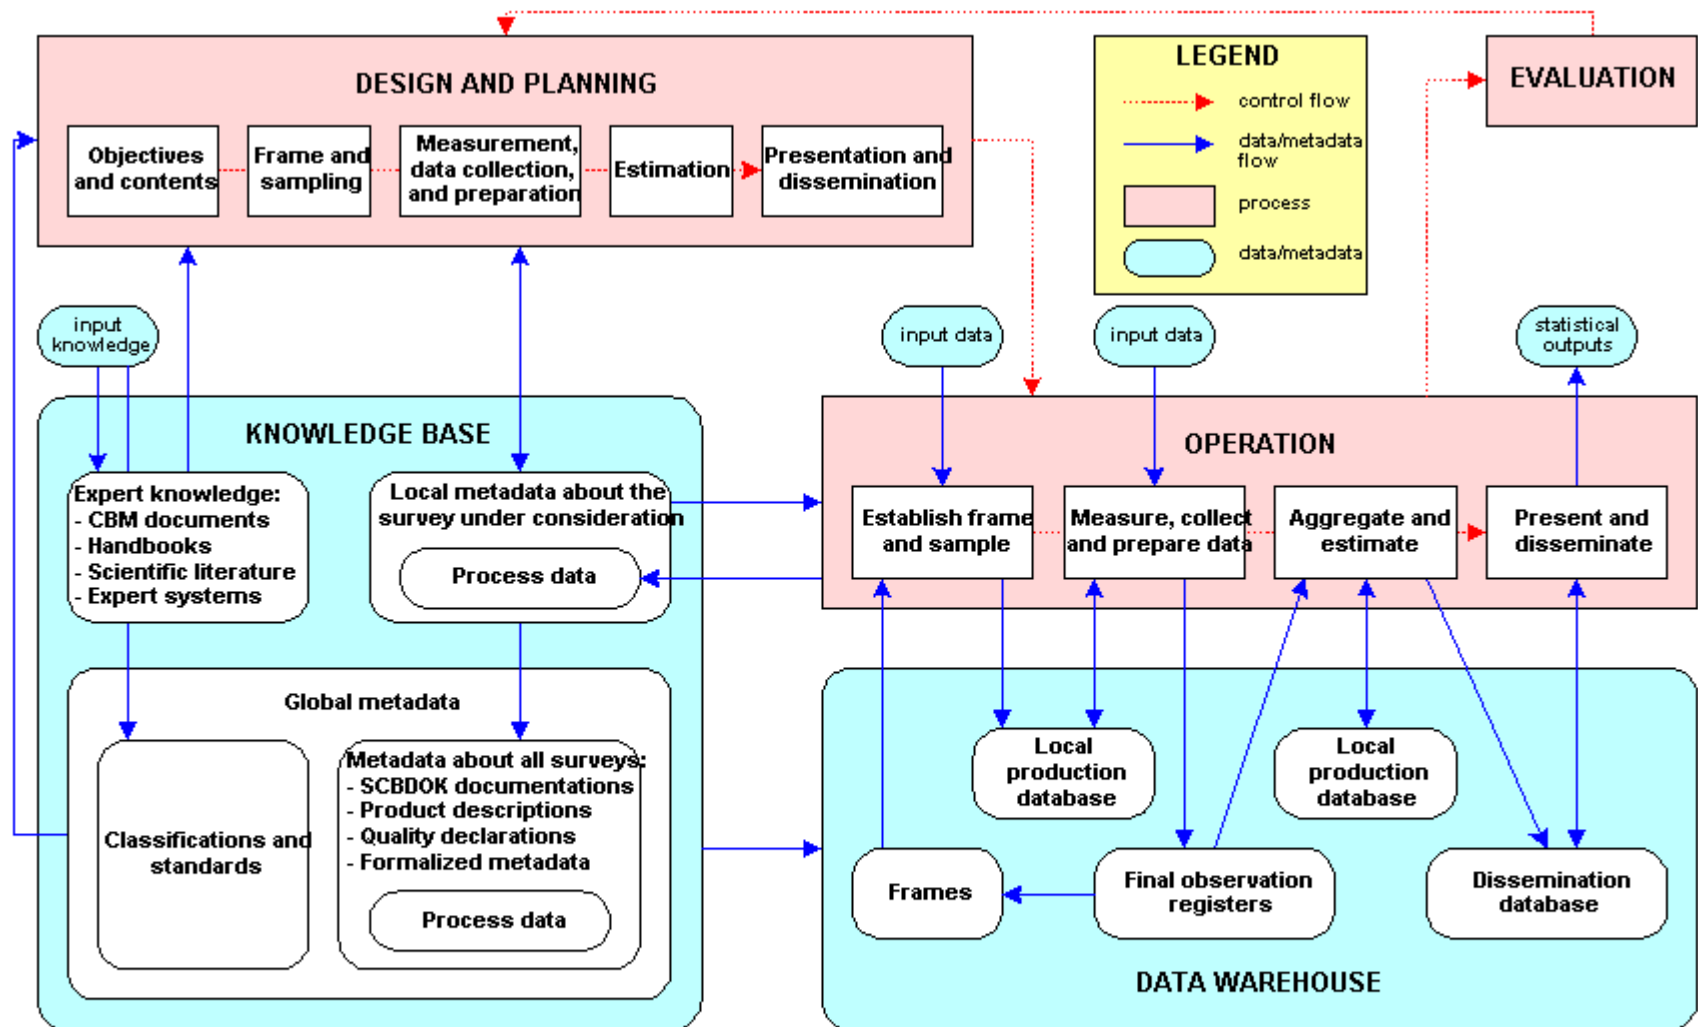 DESIGN AND PLANNING
Objectives
and contents
Frame and
sampling
Measurement,
data collection,
and preparation
Estimation
Presentation and
dissemination
LEGEND
control flow
data/metadata
flow
process
data/metadata
EVALUATION
input
knowledge
input data
input data
statistical
outputs
KNOWLEDGE BASE
Expert knowledge:
- CBM documents
- Handbooks
- Scientific literature
- Expert systems
Local metadata about the
survey under consideration
Process data
Global metadata
Classifications and
standards
Metadata about all surveys:
- SCBDOK documentations
- Product descriptions
- Quality declarations
- Formalized metadata
Process data
OPERATION
Establish frame
and sample
Measure, collect
and prepare data
Aggregate and
estimate
Present and
disseminate
Local
production
database
Local
production
database
Frames
Final observation
registers
Dissemination
database
DATA WAREHOUSE